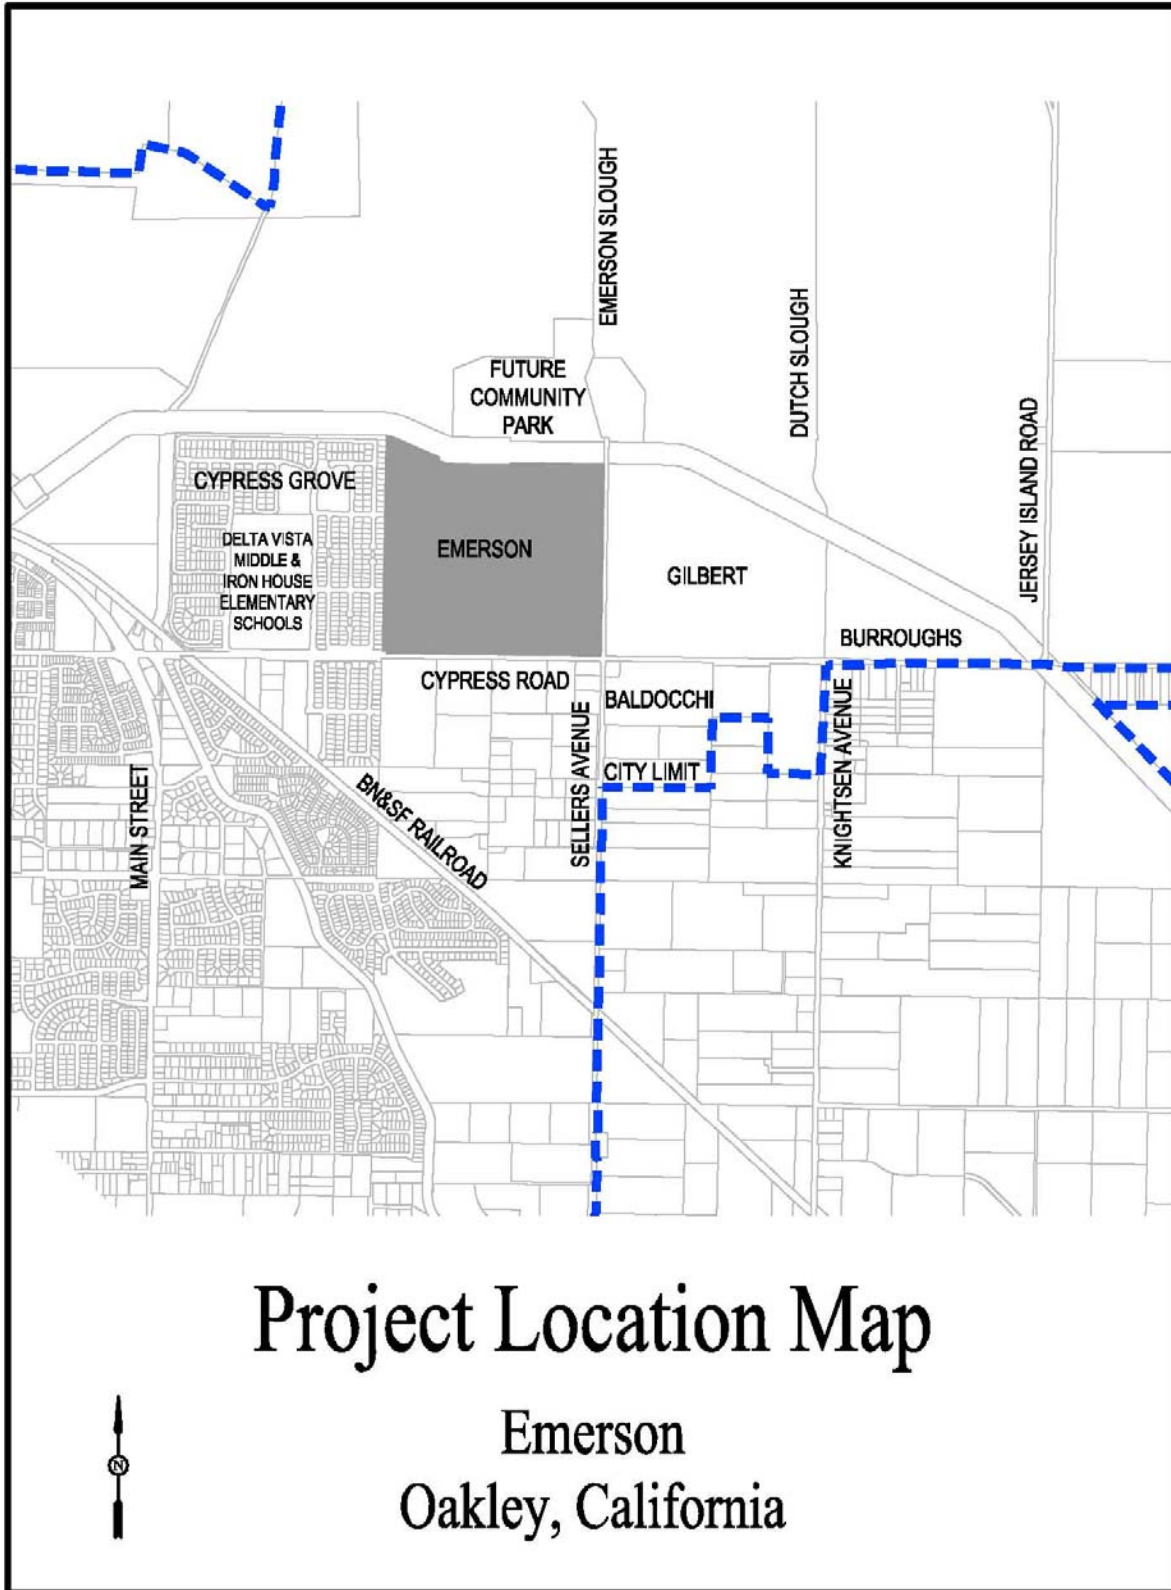 EMERSON SLOUGH
DUTCH SLOUGH
JERSEY ISLAND ROAD
FUTURE
COMMUNITY
PARK
CYPRESS GROVE
DELTA VISTA
MIDDLE &
IRON HOUSE
ELEMENTARY
SCHOOLS
EMERSON
GILBERT
BURROUGHS
CYPRESS ROAD
BALDOCCHI
CITY LIMIT
SELLERS AVENUE
KNIGHTSEN AVENUE
MAIN STREET
BN&SF RAILROAD
Project Location Map
Emerson
Oakley, California
N